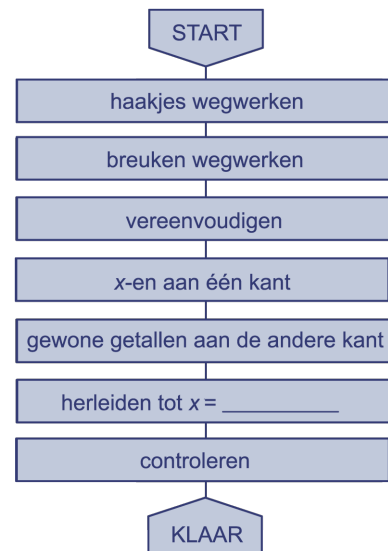 START
haakjes wegwerken
breuken wegwerken
vereenvoudigen
x-en aan één kant
gewone getallen aan de andere kant
herleiden tot x = __________
controleren
KLAAR